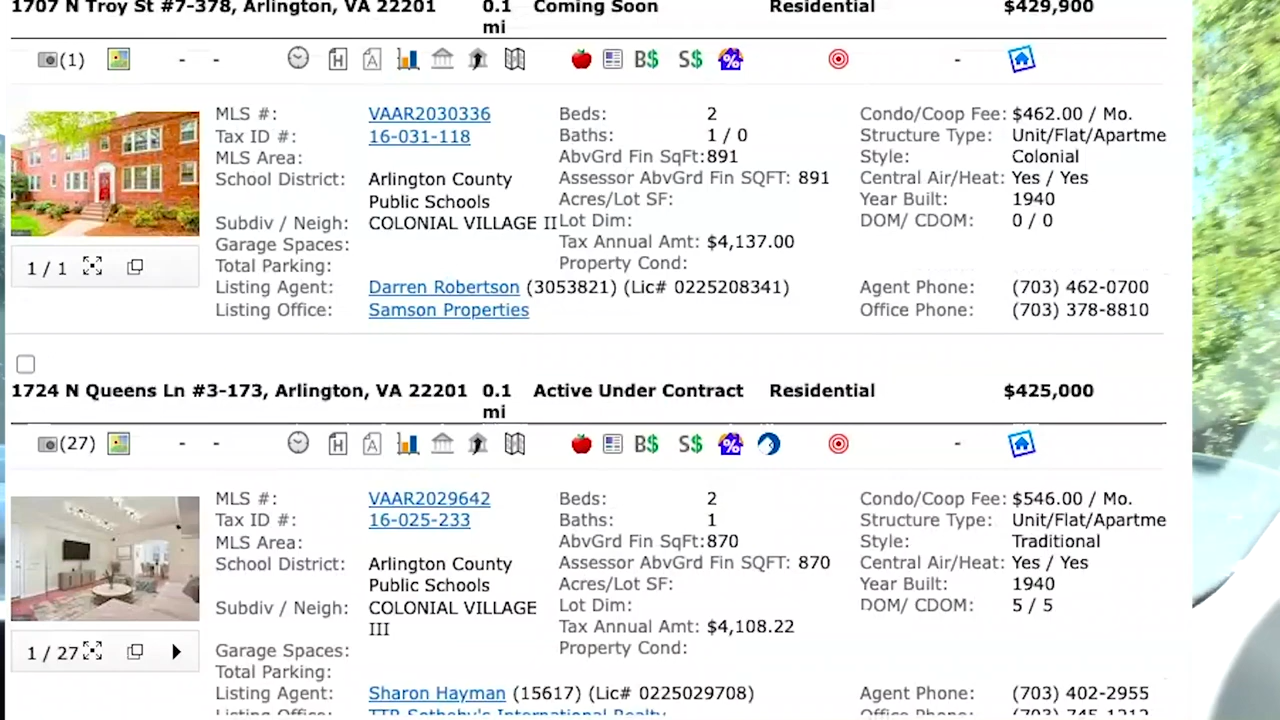 1707 N Troy St #7-378, Arlington, VA 22201 0.1 mi Coming Soon Residential $429,900
(1) - - H A B$ S$ % -
MLS #: VAAR2030336 Beds: 2 Condo/Coop Fee: $462.00 / Mo.
Tax ID #: 16-031-118 Baths: 1 / 0 Structure Type: Unit/Flat/Apartme
MLS Area: AbvGrd Fin SqFt: 891 Style: Colonial
School District: Arlington County Public Schools Assessor AbvGrd Fin SQFT: 891 Central Air/Heat: Yes / Yes
Acres/Lot SF: Year Built: 1940
Subdiv / Neigh: COLONIAL VILLAGE II Lot Dim: DOM/ CDOM: 0 / 0
Garage Spaces: Tax Annual Amt: $4,137.00
Total Parking: Property Cond:
1 / 1
Listing Agent: Darren Robertson (3053821) (Lic# 0225208341) Agent Phone: (703) 462-0700
Listing Office: Samson Properties Office Phone: (703) 378-8810
1724 N Queens Ln #3-173, Arlington, VA 22201 0.1 mi Active Under Contract Residential $425,000
(27) - - H A B$ S$ % -
MLS #: VAAR2029642 Beds: 2 Condo/Coop Fee: $546.00 / Mo.
Tax ID #: 16-025-233 Baths: 1 Structure Type: Unit/Flat/Apartme
MLS Area: AbvGrd Fin SqFt: 870 Style: Traditional
School District: Arlington County Public Schools Assessor AbvGrd Fin SQFT: 870 Central Air/Heat: Yes / Yes
Acres/Lot SF: Year Built: 1940
Subdiv / Neigh: COLONIAL VILLAGE III Lot Dim: DOM/ CDOM: 5 / 5
Tax Annual Amt: $4,108.22
Garage Spaces: Property Cond:
1 / 27
Total Parking:
Listing Agent: Sharon Hayman (15617) (Lic# 0225029708) Agent Phone: (703) 402-2955
Listing Office: TTR Sotheby's International Realty Office Phone: (703) 745-1212